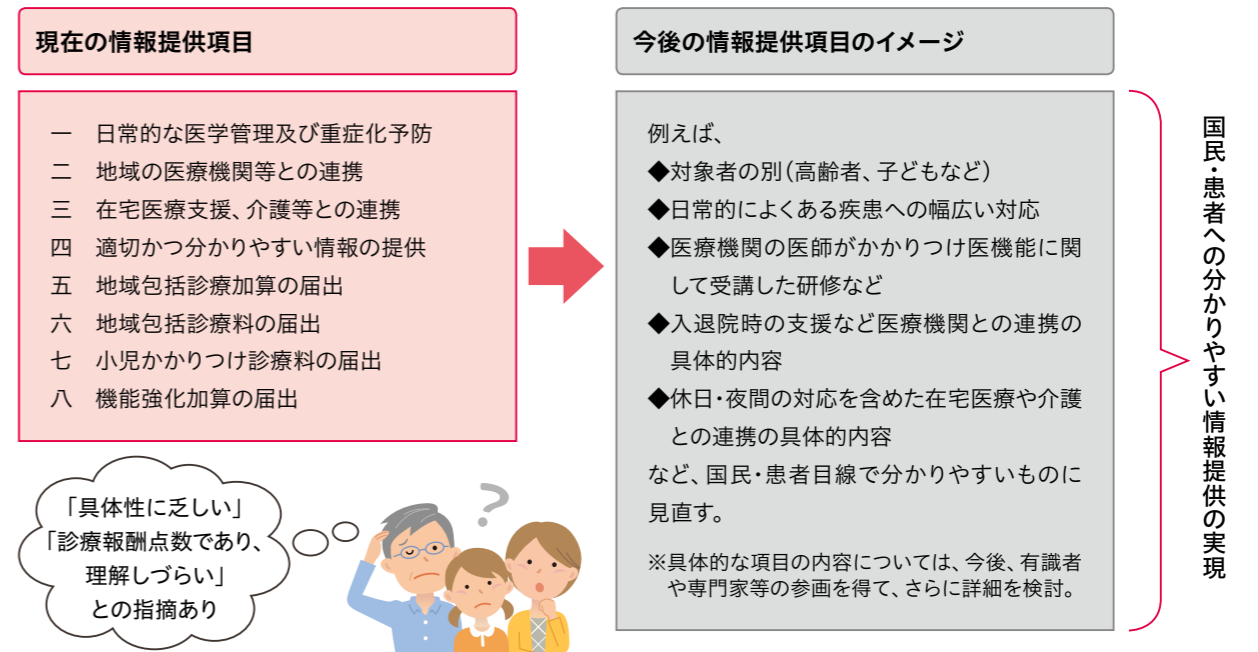 現在の情報提供項目
一 日常的な医学管理及び重症化予防
二 地域の医療機関等との連携
三 在宅医療支援、介護等との連携
四 適切かつ分かりやすい情報の提供
五 地域包括診療加算の届出
六 地域包括診療料の届出
七 小児かかりつけ診療料の届出
八 機能強化加算の届出
「具体性に乏しい」
「診療報酬点数であり、
理解しづらい」
との指摘あり
?
今後の情報提供項目のイメージ
例えば、
◆対象者の別(高齢者、子どもなど)
◆日常的によくある疾患への幅広い対応
◆医療機関の医師がかかりつけ医機能に関
して受講した研修など
◆入退院時の支援など医療機関との連携の
具体的内容
◆休日・夜間の対応を含めた在宅医療や介護
との連携の具体的内容
など、国民・患者目線で分かりやすいものに
見直す。
※具体的な項目の内容については、今後、有識者
や専門家等の参画を得て、さらに詳細を検討。
国民・患者への分かりやすい情報提供の実現